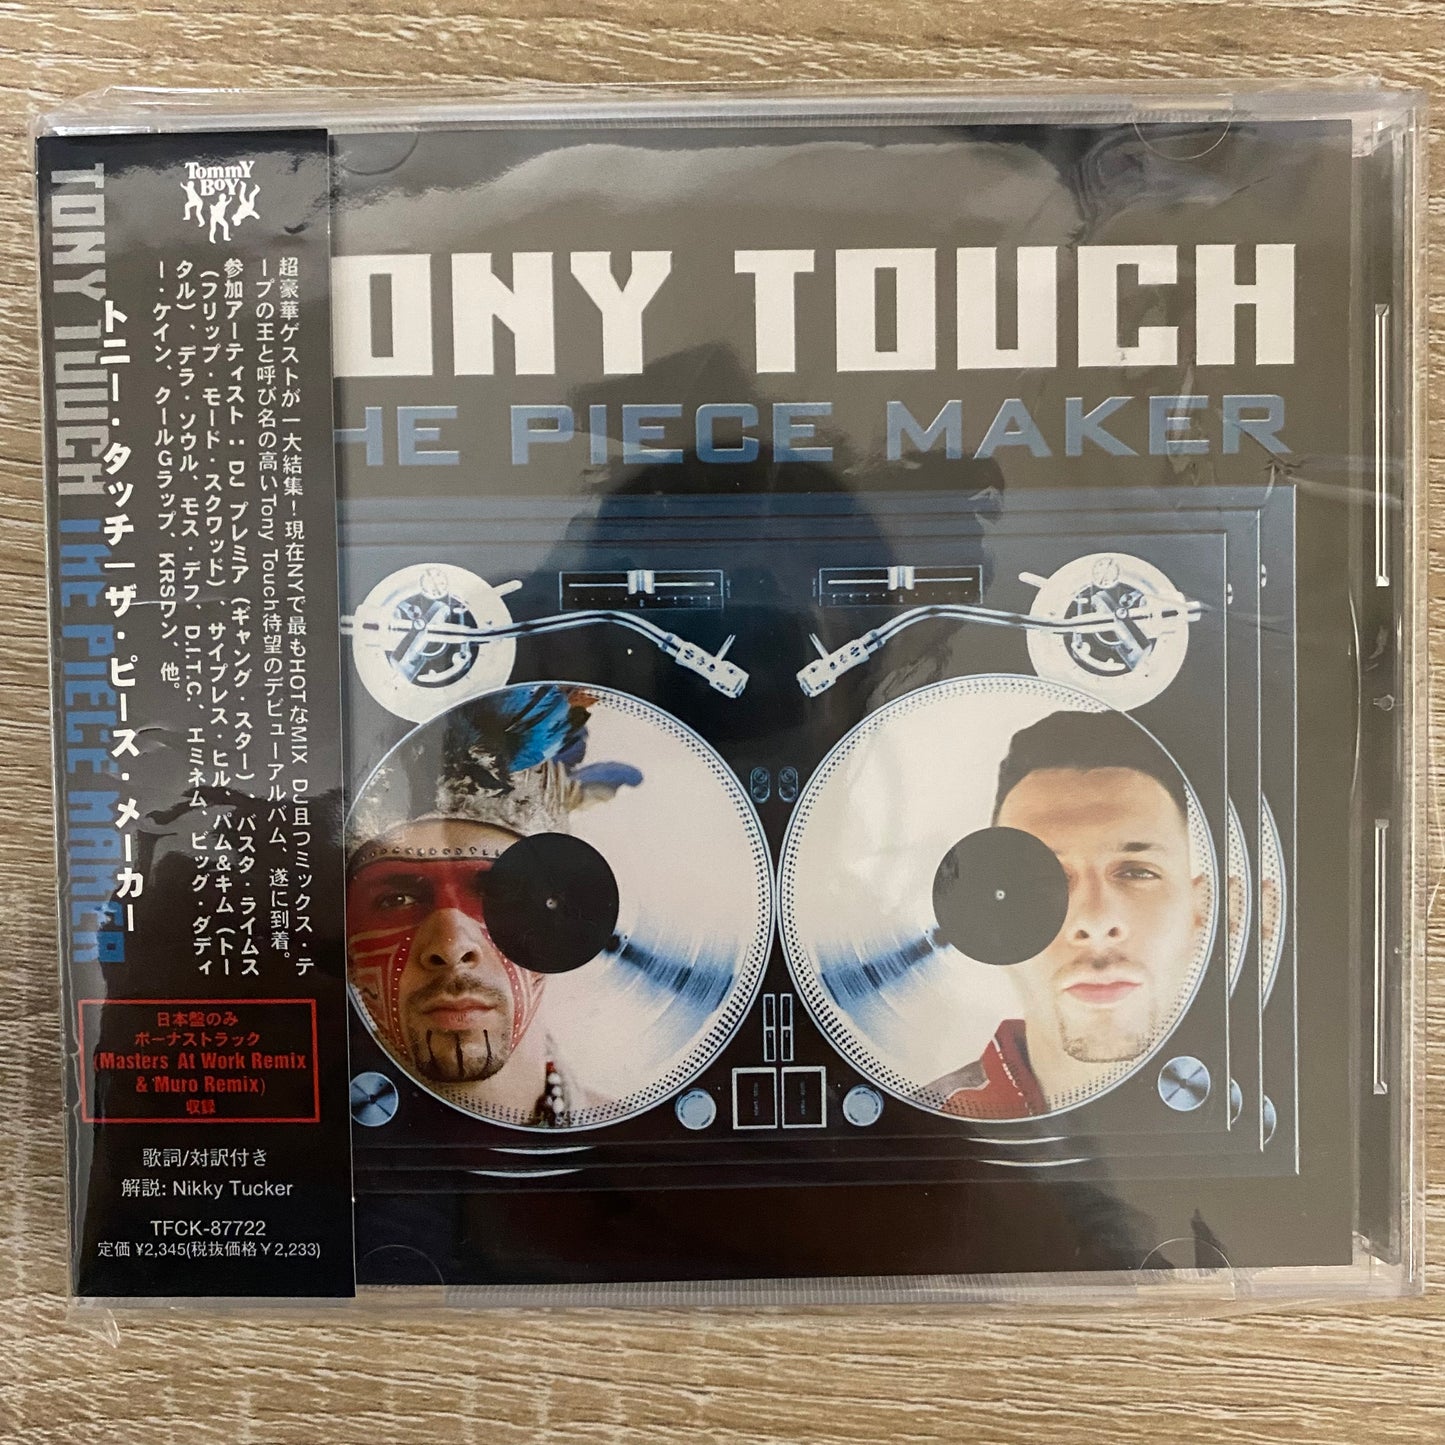 TOMMY
BOY
TONY TOUCH THE PIECE MAKER
トニー・タッチ―ザ・ピース・メーカー
超豪華ゲストが一大結集！現在NYで最もHOTなMIX DJ且つミックス・テ
ープの王と呼び名の高いTony Touch待望のデビューアルバム、遂に到着。
参加アーティスト：DJ プレミア（ギャング・スター）、バスタ・ライムス
（フリップ・モード・スクワッド）、サイプレス・ヒル、パム&キム（トー
タル）、デラ・ソウル、モス・デフ、D.I.T.C、エミネム、ビッグ・ダディ
ー・ケイン、クールGラップ、KRSワン、他。
日本盤のみ
ボーナストラック
(Masters At Work Remix
& Muro Remix)
収録
歌詞/対訳付き
解説: Nikky Tucker
TFCK-87722
定価 ¥2,345(税抜価格¥2,233)
ONY TOUCH
HE PIECE MAKER